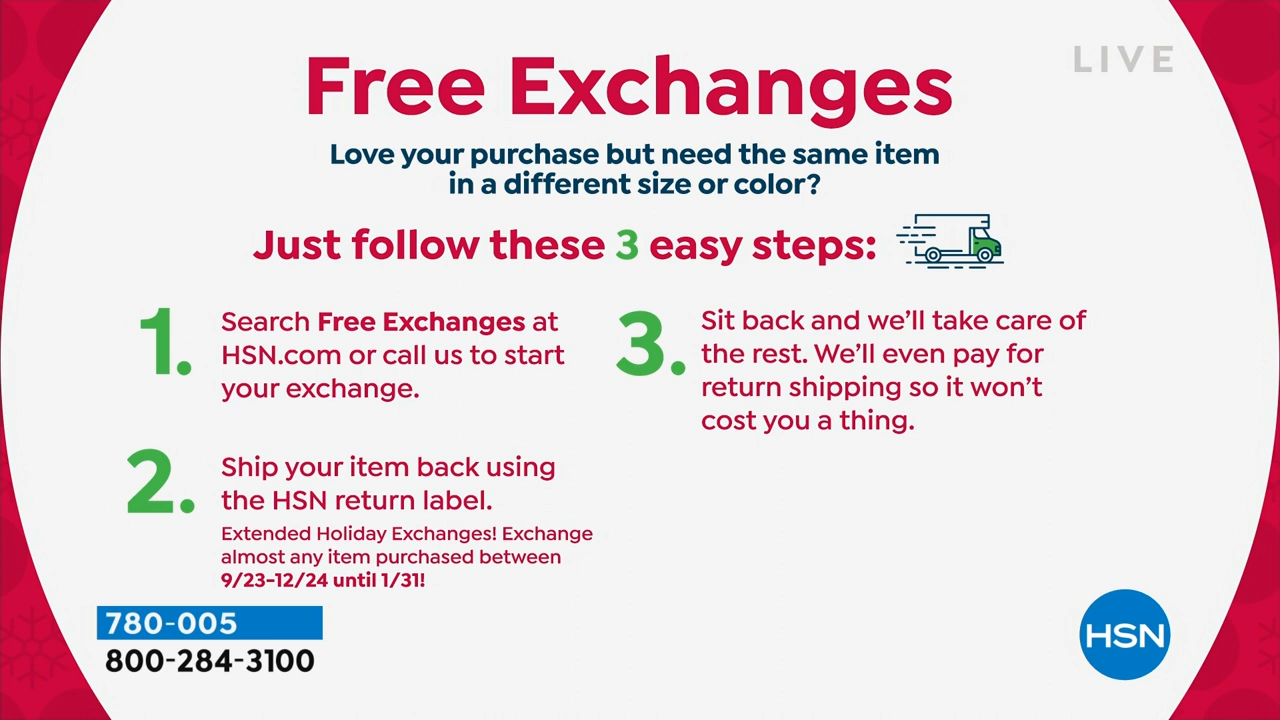 LIVE
Free Exchanges
Love your purchase but need the same item
in a different size or color?
Just follow these 3 easy steps:
1. Search Free Exchanges at
HSN.com or call us to start
your exchange.
2. Ship your item back using
the HSN return label.
Extended Holiday Exchanges! Exchange
almost any item purchased between
9/23-12/24 until 1/31!
3. Sit back and we'll take care of
the rest. We'll even pay for
return shipping so it won't
cost you a thing.
780-005
800-284-3100
HSN